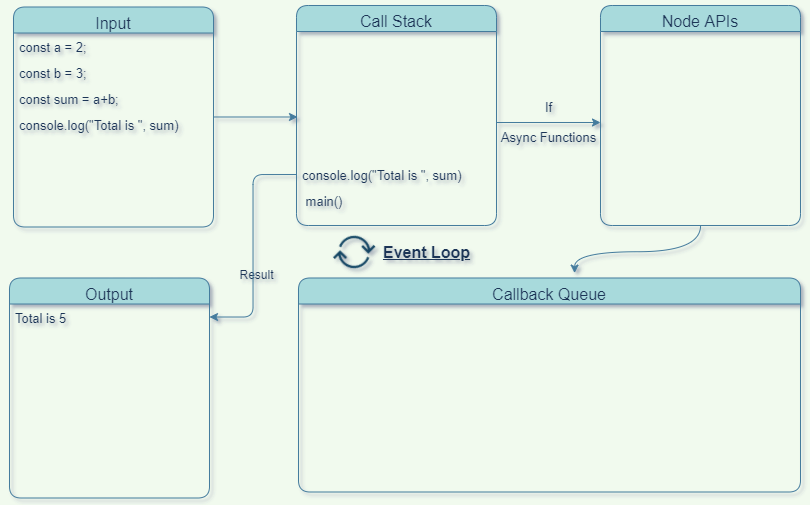 Input
const a = 2;
const b = 3;
const sum = a+b;
console.log("Total is ", sum)
Call Stack
console.log("Total is ", sum)
main()
If
Async Functions
Node APIs
Event Loop
Result
Output
Total is 5
Callback Queue